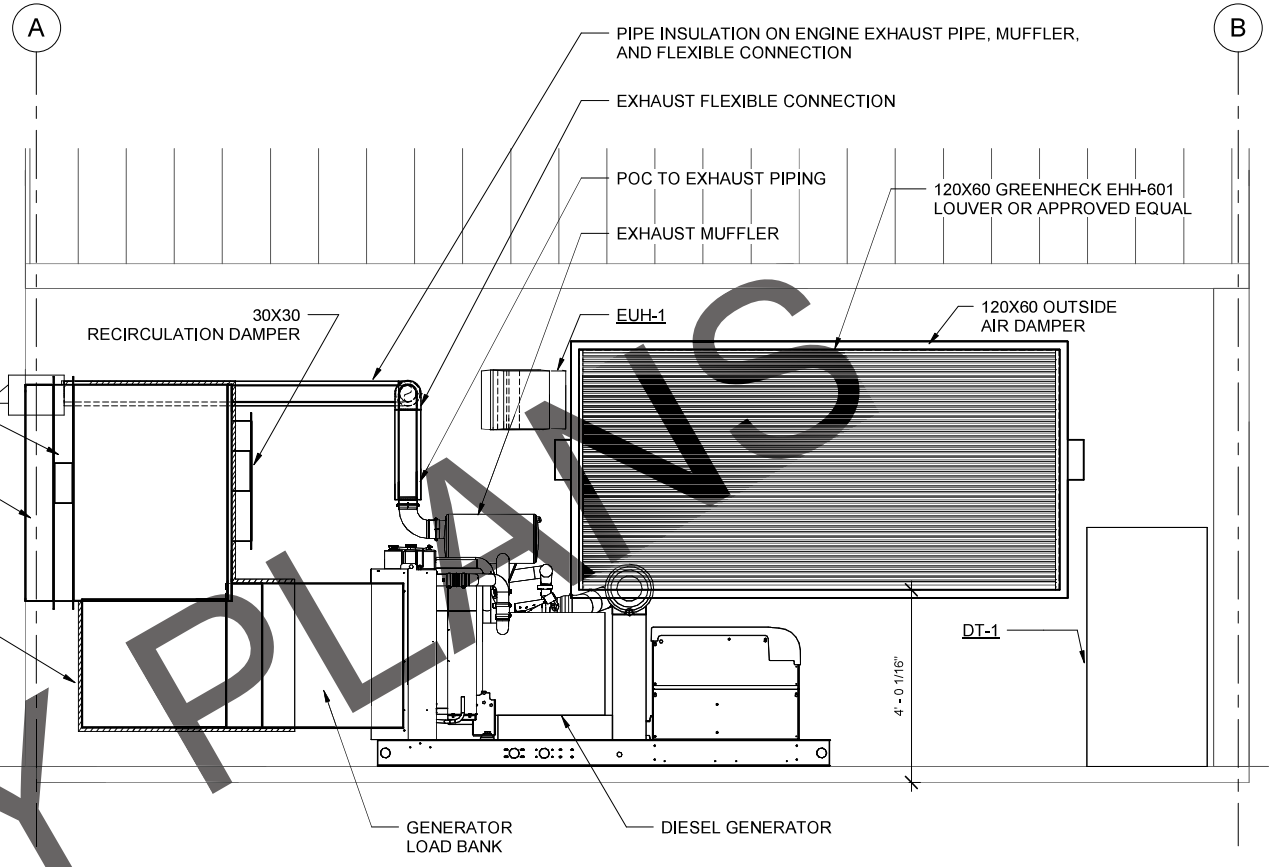 A
B
PIPE INSULATION ON ENGINE EXHAUST PIPE, MUFFLER,
AND FLEXIBLE CONNECTION
EXHAUST FLEXIBLE CONNECTION
POC TO EXHAUST PIPING
120X60 GREENHECK EHH-601
LOUVER OR APPROVED EQUAL
EXHAUST MUFFLER
30X30
RECIRCULATION DAMPER
EUH-1
120X60 OUTSIDE
AIR DAMPER
DT-1
4' - 0 1/16"
GENERATOR
LOAD BANK
DIESEL GENERATOR
Y PLANS